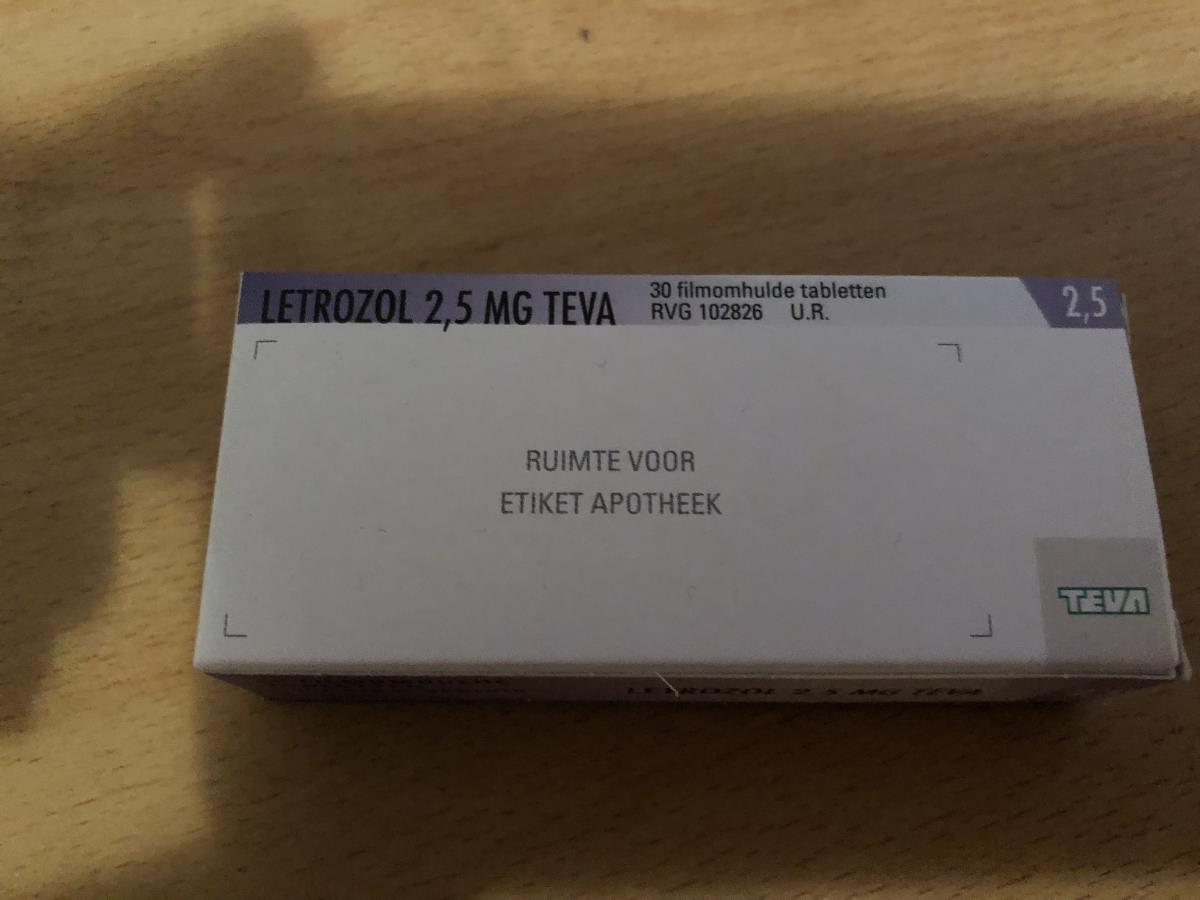 LETROZOL 2,5 MG TEVA
30 filmomhulde tabletten
RVG 102826 U.R.
2,5
RUIMTE VOOR
ETIKET APOTHEEK
TEVA
LETROZOL 2,5 MG TEVA